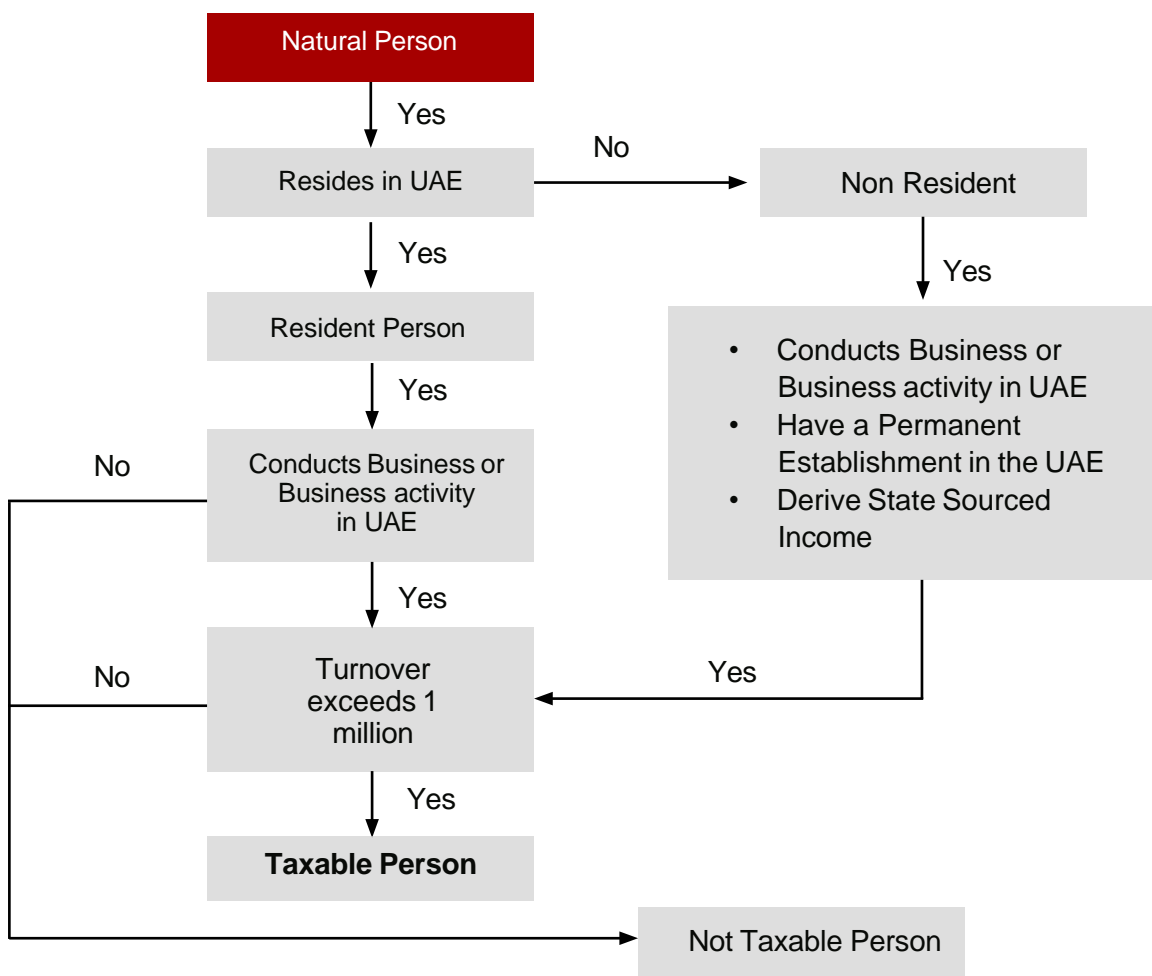 Natural Person
Yes
No
Resides in UAE
Non Resident
Yes
Yes
Resident Person
• Conducts Business or
Business activity in UAE
• Have a Permanent
Establishment in the UAE
• Derive State Sourced
Income
Yes
No
Conducts Business or
Business activity
in UAE
Yes
No
Turnover
exceeds 1
million
Yes
Yes
Taxable Person
Not Taxable Person